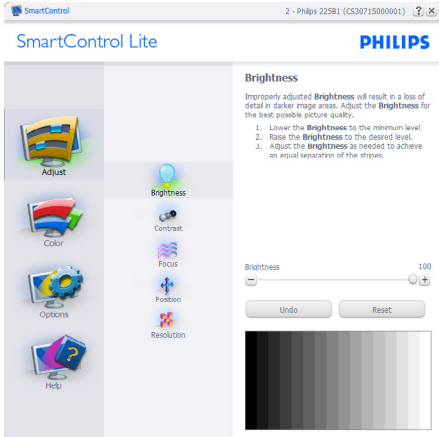 SmartControl
2 - Philips 225B1 (CS30715000001)
?
X
SmartControl Lite
PHILIPS
Adjust
Color
Options
?
Help
Brightness
Contrast
Focus
Position
Resolution
Brightness
Improperly adjusted Brightness will result in a loss of
detail in darker image areas. Adjust the Brightness for
the best possible picture quality.
1. Lower the Brightness to the minimum level.
2. Raise the Brightness to the desired level.
3. Adjust the Brightness as needed to achieve
an equal separation of the stripes.
Brightness
100
Undo
Reset